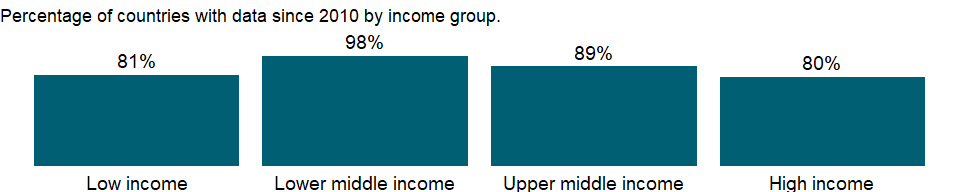 Percentage of countries with data since 2010 by income group.
81%
98%
89%
80%
Low income
Lower middle income
Upper middle income
High income